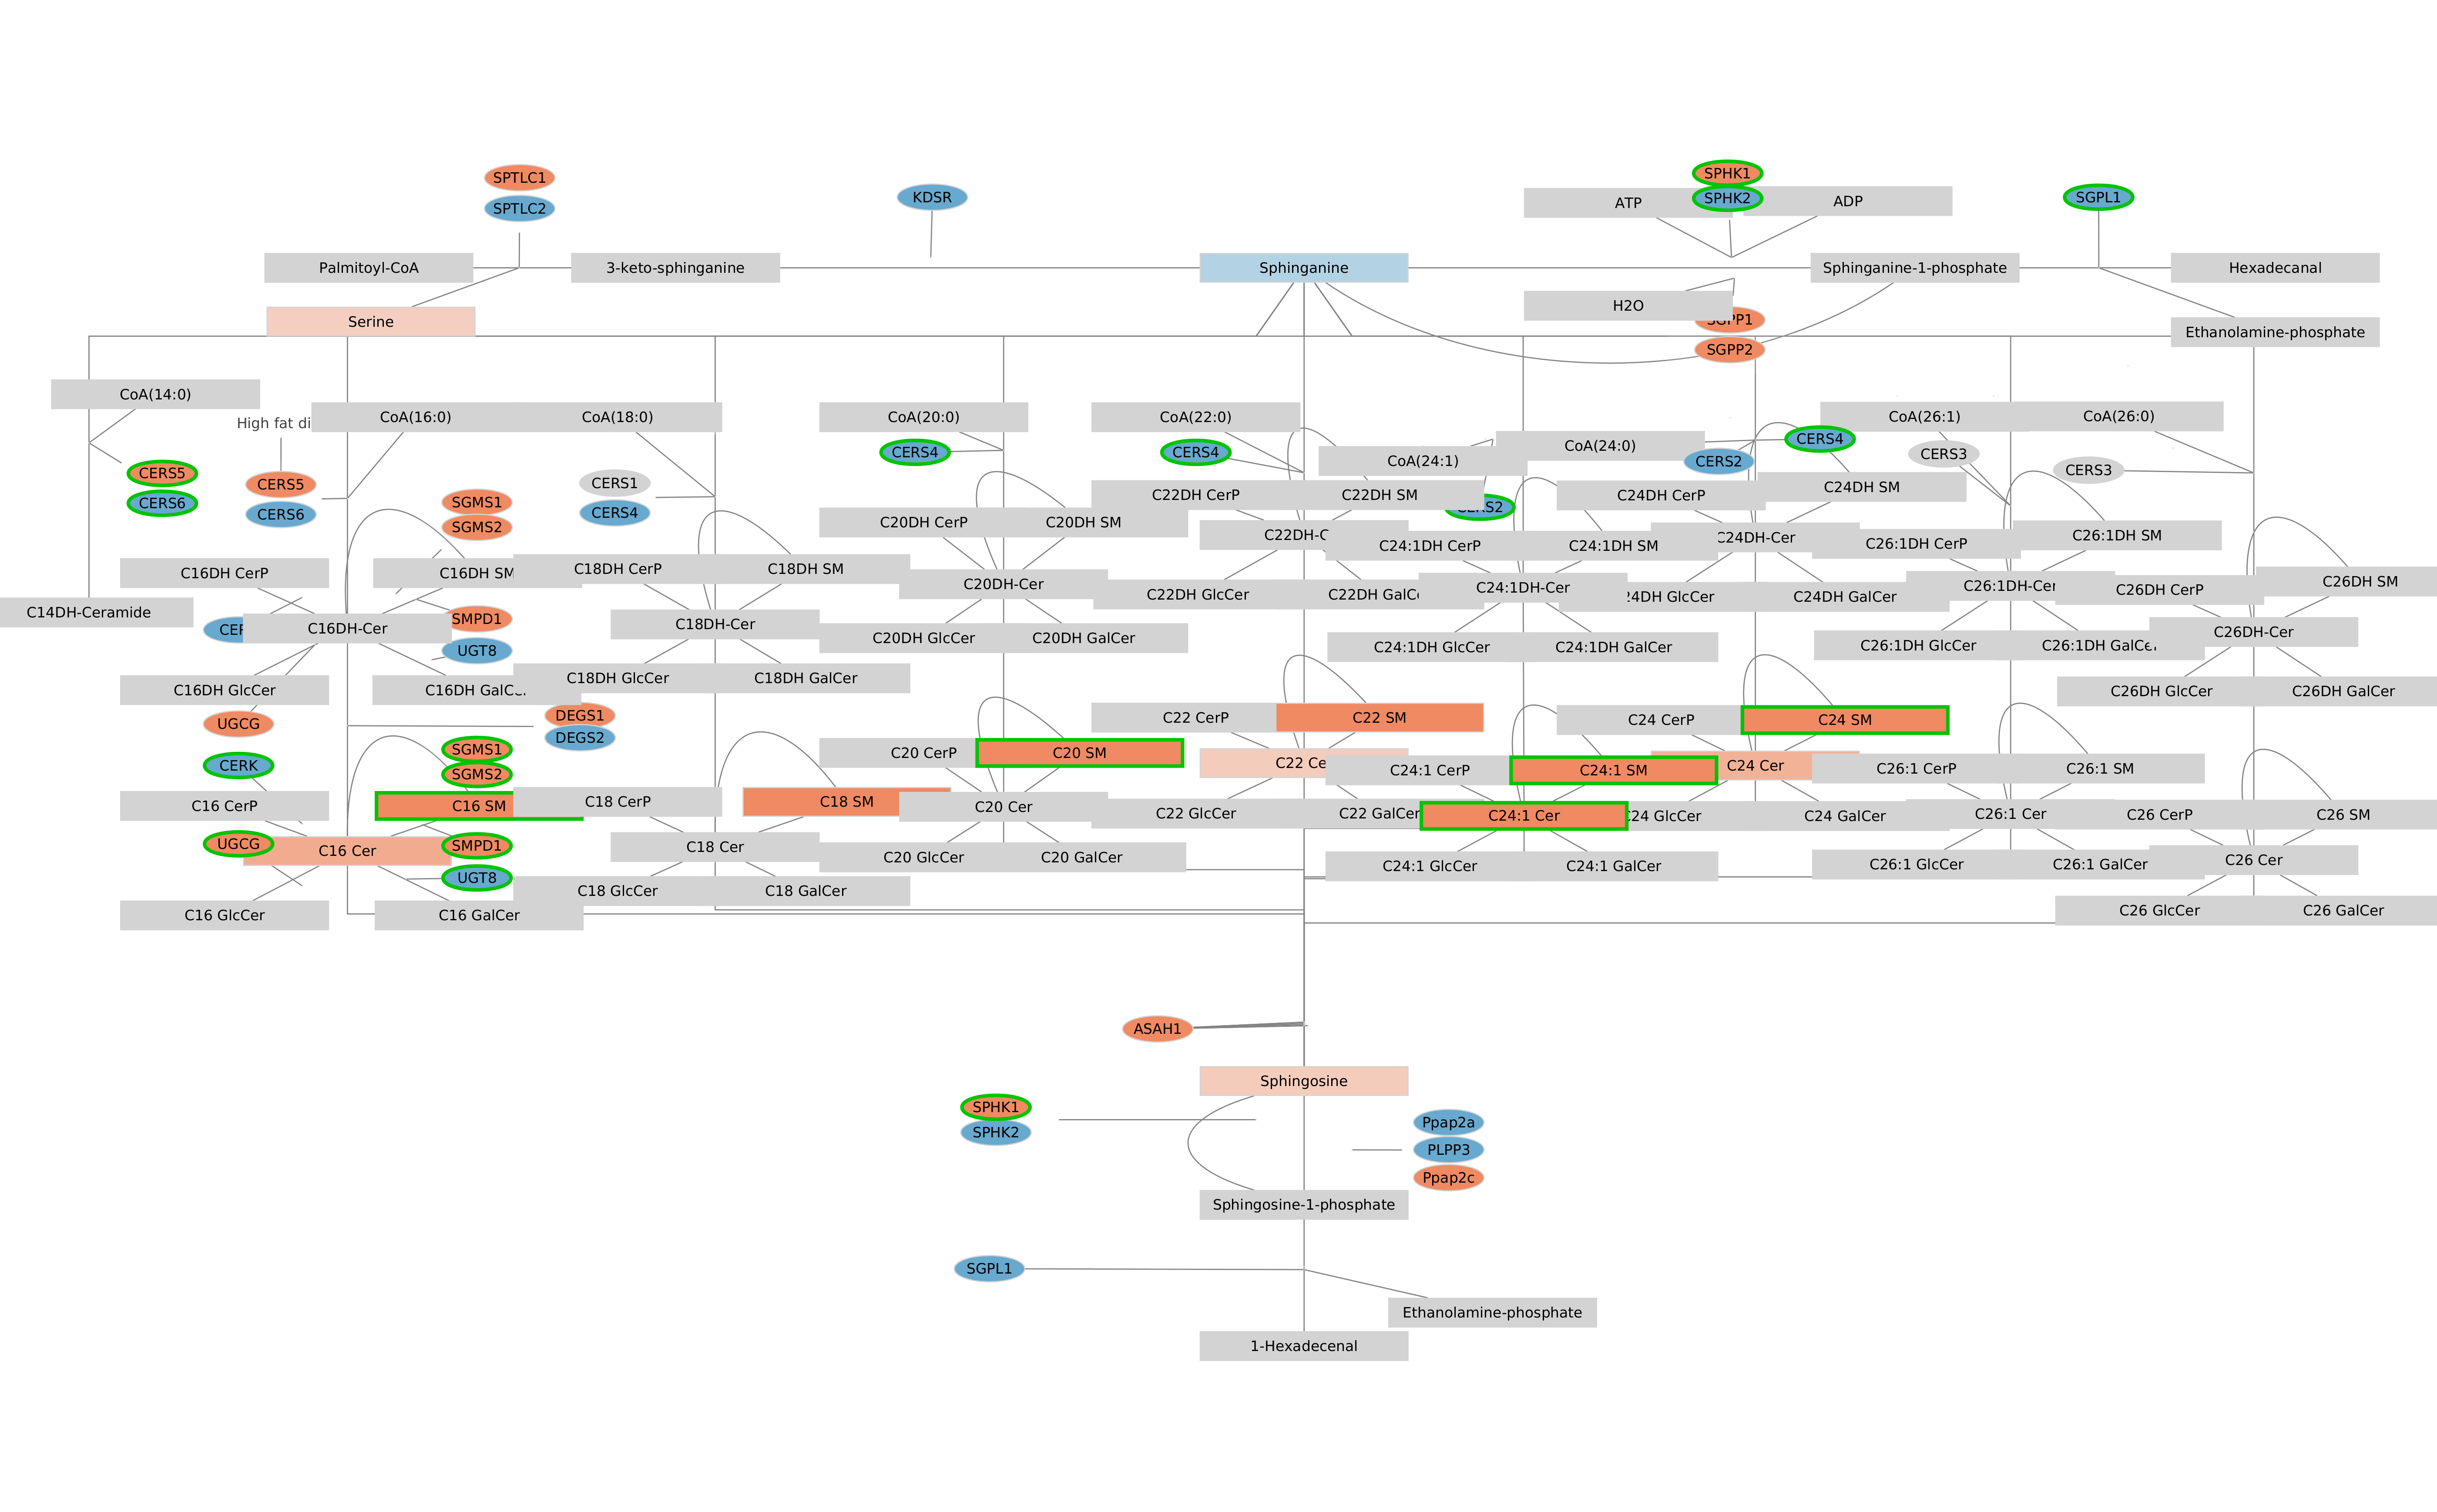 SPTLC1
SPTLC2
KDSR
SPHK1
SPHK2
ATP
ADP
SGPL1
Palmitoyl-CoA
3-keto-sphinganine
Sphinganine
Sphinganine-1-phosphate
Hexadecanal
H2O
SGPP1
SGPP2
Serine
Ethanolamine-phosphate
CoA(14:0)
High fat di
CoA(16:0)
CoA(18:0)
CoA(20:0)
CoA(22:0)
CoA(24:1)
CoA(24:0)
CoA(26:1)
CoA(26:0)
CERS5
CERS6
CERS5
CERS6
SGMS1
SGMS2
CERS1
CERS4
CERS4
CERS4
CERS2
CERS2
CERS4
CERS3
CERS3
C22DH CerP
C22DH SM
C24DH CerP
C24DH SM
C20DH CerP
C20DH SM
C22DH-C
C24:1DH CerP
C24:1DH SM
C24DH-Cer
C26:1DH CerP
C26:1DH SM
C16DH CerP
C16DH SM
C18DH CerP
C18DH SM
C20DH-Cer
C24:1DH-Cer
C26:1DH-Cer
C26DH CerP
C26DH SM
C14DH-Ceramide
CER
C16DH-Cer
SMPD1
UGT8
C18DH-Cer
C22DH GlcCer
C22DH GalCe
24DH GlcCer
C24DH GalCer
C20DH GlcCer
C20DH GalCer
C24:1DH GlcCer
C24:1DH GalCer
C26:1DH GlcCer
C26:1DH GalCer
C26DH-Cer
C16DH GlcCer
C16DH GalCe
C18DH GlcCer
C18DH GalCer
C26DH GlcCer
C26DH GalCer
UGCG
DEGS1
DEGS2
C22 CerP
C22 SM
C24 CerP
C24 SM
SGMS1
SGMS2
CERK
C20 CerP
C20 SM
C22 Ce
C24:1 CerP
C24:1 SM
C24 Cer
C26:1 CerP
C26:1 SM
C16 CerP
C16 SM
C18 CerP
C18 SM
C20 Cer
C22 GlcCer
C22 GalCer
C24:1 Cer
C24 GlcCer
C24 GalCer
C26:1 Cer
C26 CerP
C26 SM
UGCG
C16 Cer
SMPD1
UGT8
C18 Cer
C20 GlcCer
C20 GalCer
C24:1 GlcCer
C24:1 GalCer
C26:1 GlcCer
C26:1 GalCer
C26 Cer
C16 GlcCer
C16 GalCer
C18 GlcCer
C18 GalCer
C26 GlcCer
C26 GalCer
ASAH1
Sphingosine
SPHK1
SPHK2
Ppap2a
PLPP3
Ppap2c
Sphingosine-1-phosphate
SGPL1
Ethanolamine-phosphate
1-Hexadecenal